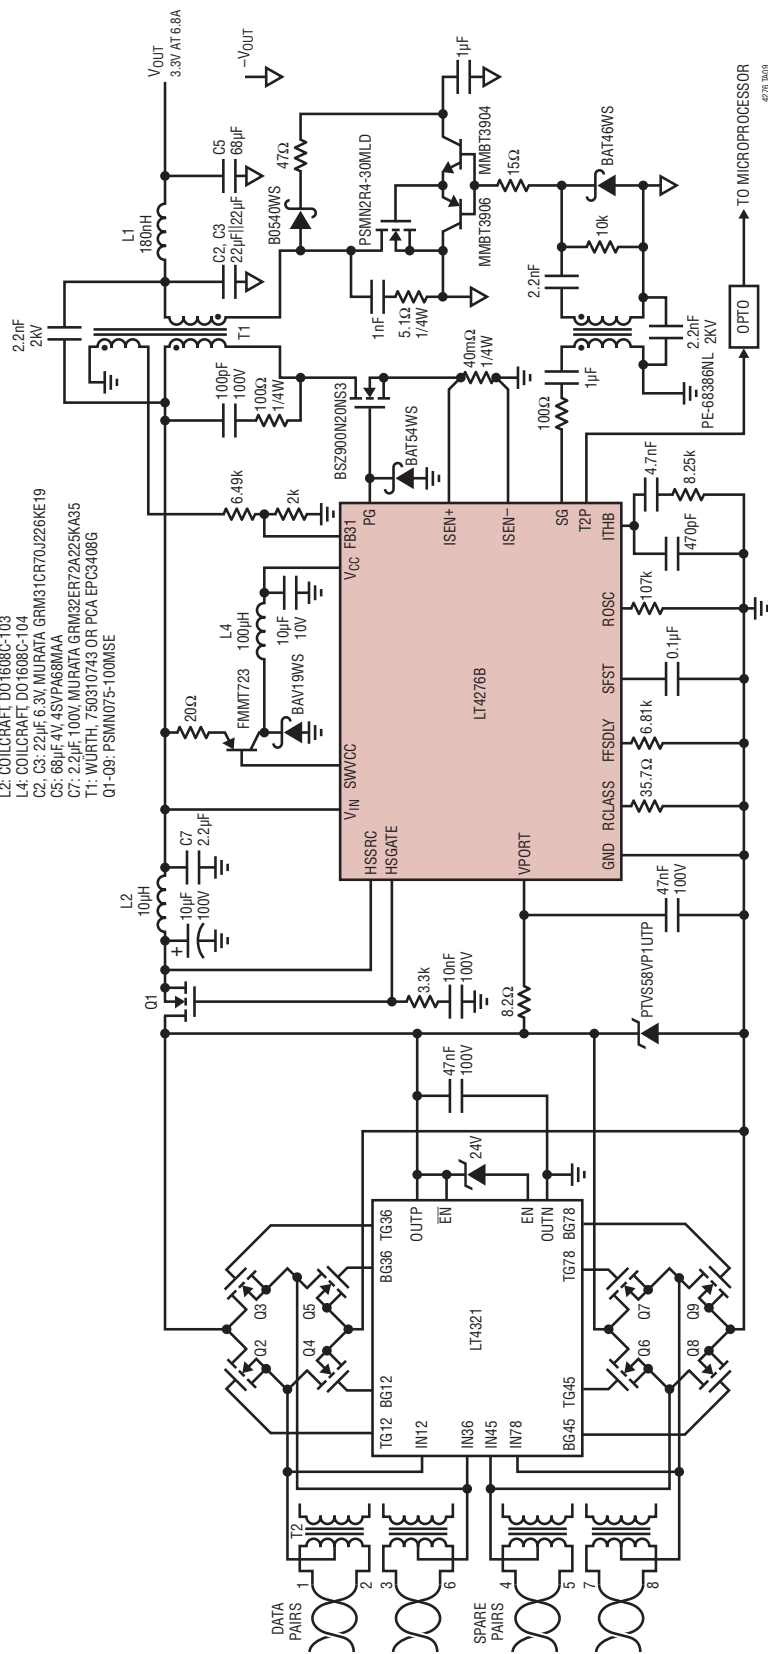 L2: COILCRAFT, DO1608C-103
L4: COILCRAFT, DO1608C-104
C2, C3: 22µF, 6.3V, MURATA GRM31CR70J226KE19
C5: 68µF, 4V, 4SVPA68MAA
C7: 2.2µF, 100V, MURATA GRM32ER72A225KA35
T1: WÜRTH, 750310743 OR PCA EPC3408G
Q1-Q9: PSMN075-100MSE
DATA
PAIRS
SPARE
PAIRS
1
2
3
6
4
5
7
8
T2
Q2
Q3
Q4
Q5
Q6
Q7
Q8
Q9
TG12
BG12
BG36
TG36
IN12
IN36
IN45
IN78
BG45
TG45
TG78
BG78
OUTP
EN
EN
OUTN
LT4321
24V
47nF
100V
Q1
3.3k
10nF
100V
8.2Ω
PTVS58VP1UTP
47nF
100V
+
10µF
100V
L2
10µH
C7
2.2µF
20Ω
FMMT723
BAV19WS
L4
100µH
10µF
10V
6.49k
2k
HSSRC
HSGATE
VIN
SWVCC
VCC
FB31
VPORT
PG
ISEN+
ISEN–
SG
T2P
GND
RCLASS
FFSDLY
SFST
ROSC
ITHB
LT4276B
35.7Ω
6.81k
0.1µF
107k
470pF
4.7nF
8.25k
100pF
100V
100Ω
1/4W
2.2nF
2KV
T1
BSZ900N20NS3
BAT54WS
40mΩ
1/4W
100Ω
1µF
PE-68386NL
2.2nF
2KV
2.2nF
10k
BAT46WS
15Ω
MMBT3906
MMBT3904
1µF
1nF
5.1Ω
1/4W
PSMN2R4-30MLD
B0540WS
47Ω
C2, C3
22µF||22µF
L1
180nH
C5
68µF
VOUT
3.3V AT 6.8A
–VOUT
OPTO
TO MICROPROCESSOR
4276 TA09